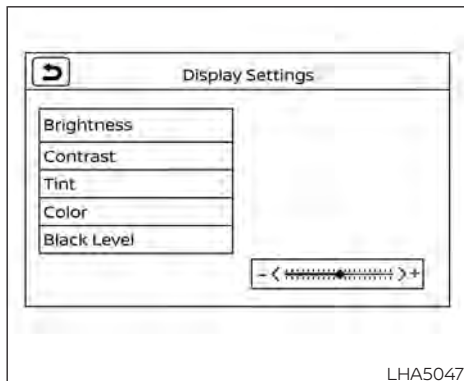 Display Settings
Brightness
Contrast
Tint
Color
Black Level
- < > +
LHA5047